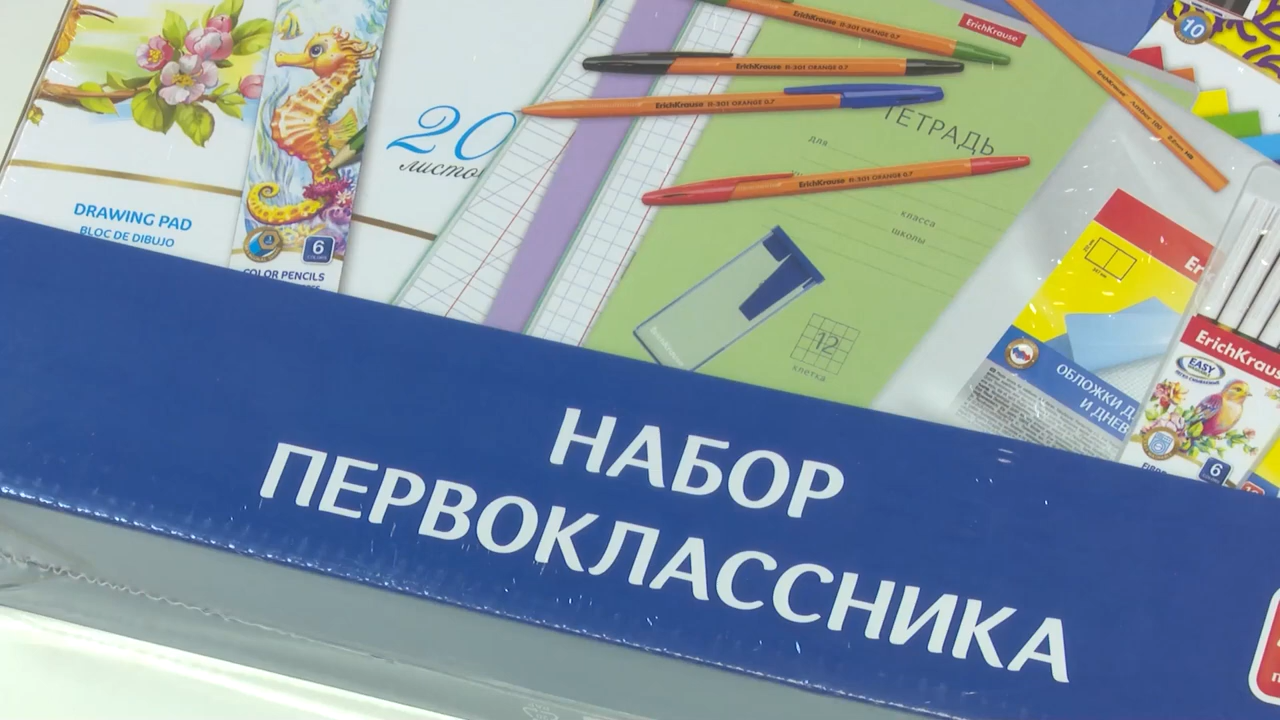 DRAWING PAD
BLOC DE DIBUJO
6
COLORS
COLOR PENCILS
20
ErichKrause R-301 ORANGE 0.7
ErichKrause R-301 ORANGE 0.7
ErichKrause R-301 ORANGE 0.7
ErichKrause R-301 ORANGE 0.7
ErichKrause
ТЕТРАДЬ
для
класса
школы
12
клетка
10
ErichKrause
EASY
6
ОБЛОЖКИ
И ДНЕВ
НАБОР
ПЕРВОКЛАССНИКА